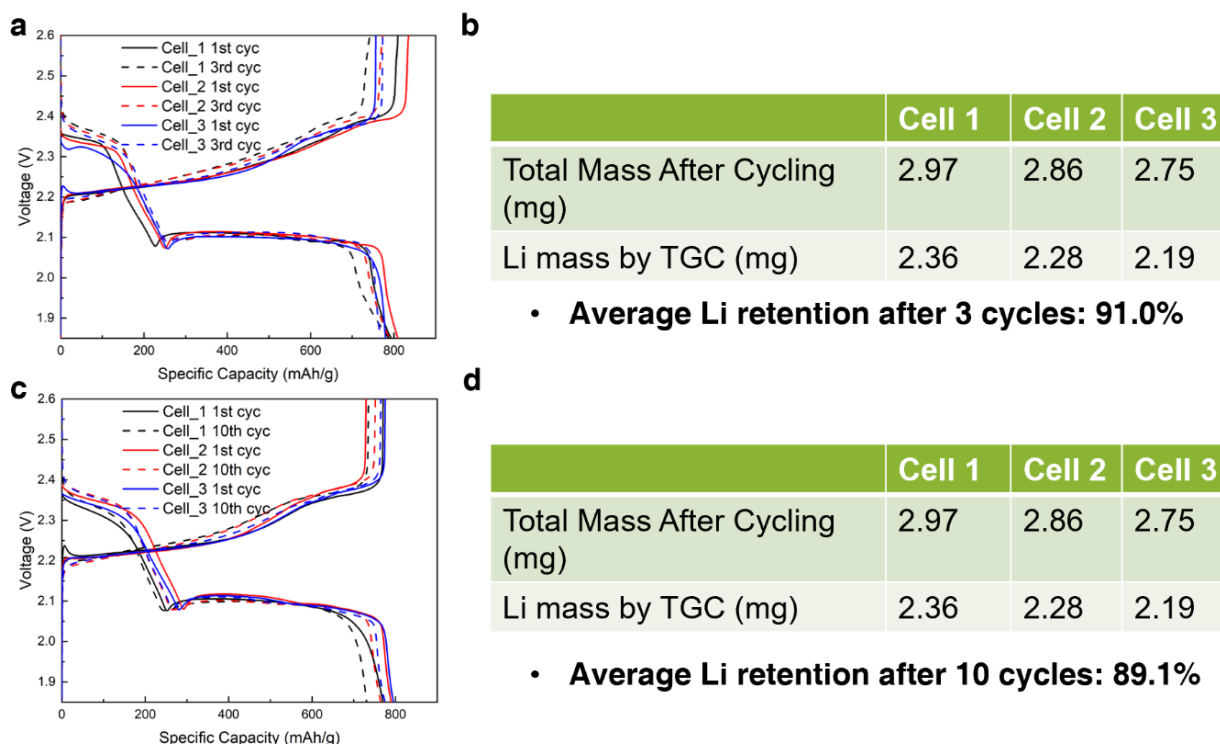 a
2.6
2.5
2.4
2.3
2.2
2.1
2.0
1.9
Voltage (V)
Cell_1 1st cyc
Cell_1 3rd cyc
Cell_2 1st cyc
Cell_2 3rd cyc
Cell_3 1st cyc
Cell_3 3rd cyc
0 200 400 600 800
Specific Capacity (mAh/g)
b
Cell 1 Cell 2 Cell 3
Total Mass After Cycling 2.97 2.86 2.75
(mg)
Li mass by TGC (mg) 2.36 2.28 2.19
• Average Li retention after 3 cycles: 91.0%
c
2.6
2.5
2.4
2.3
2.2
2.1
2.0
1.9
Voltage (V)
Cell_1 1st cyc
Cell_1 10th cyc
Cell_2 1st cyc
Cell_2 10th cyc
Cell_3 1st cyc
Cell_3 10th cyc
0 200 400 600 800
Specific Capacity (mAh/g)
d
Cell 1 Cell 2 Cell 3
Total Mass After Cycling 2.97 2.86 2.75
(mg)
Li mass by TGC (mg) 2.36 2.28 2.19
• Average Li retention after 10 cycles: 89.1%